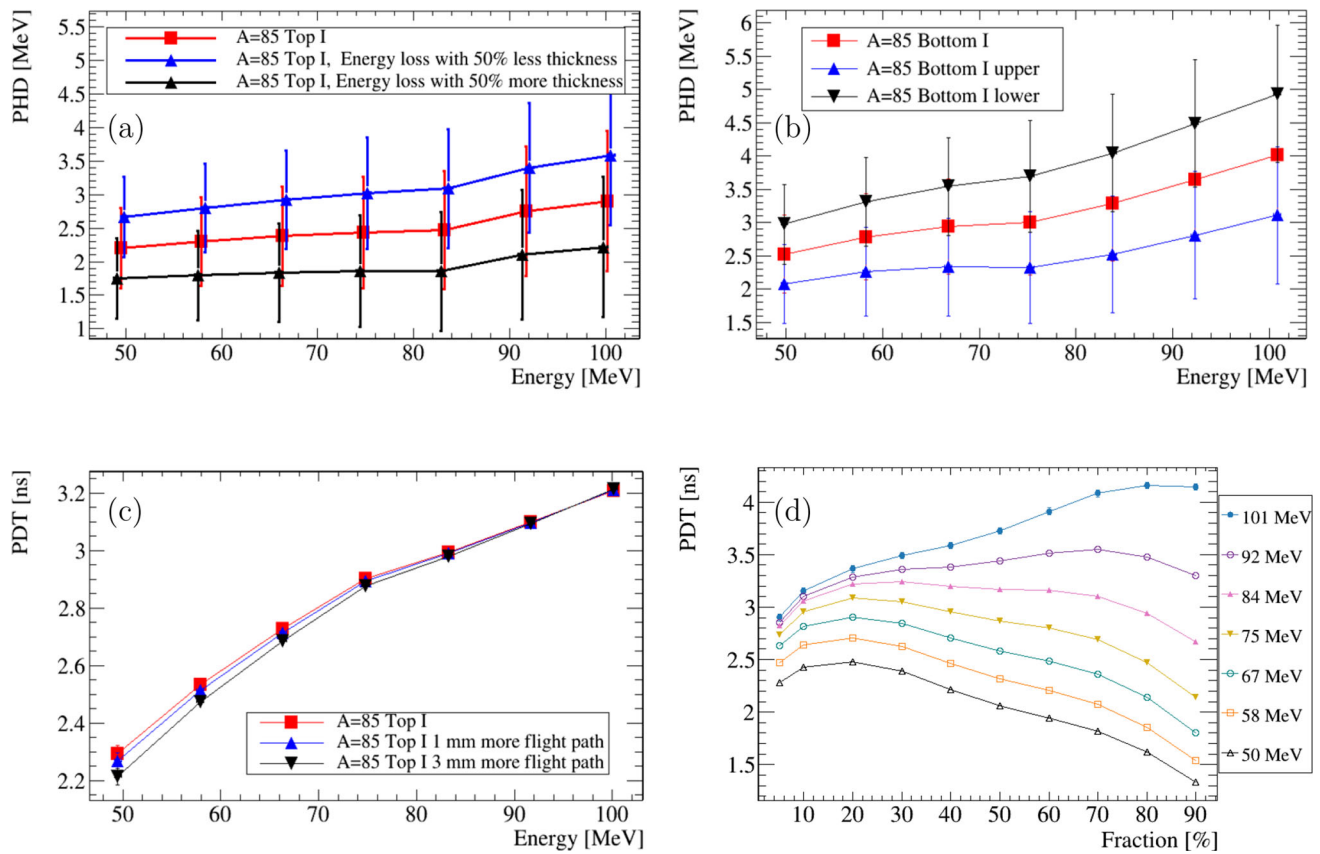 PHD [MeV]
5.5
5
4.5
4
3.5
3
2.5
2
1.5
1
A=85 Top I
A=85 Top I, Energy loss with 50% less thickness
A=85 Top I, Energy loss with 50% more thickness
(a)
50 60 70 80 90 100
Energy [MeV]
PHD [MeV]
6
5.5
5
4.5
4
3.5
3
2.5
2
1.5
A=85 Bottom I
A=85 Bottom I upper
A=85 Bottom I lower
(b)
50 60 70 80 90 100
Energy [MeV]
PDT [ns]
3.2
3
2.8
2.6
2.4
2.2
(c)
A=85 Top I
A=85 Top I 1 mm more flight path
A=85 Top I 3 mm more flight path
50 60 70 80 90 100
Energy [MeV]
PDT [ns]
4
3.5
3
2.5
2
1.5
(d)
101 MeV
92 MeV
84 MeV
75 MeV
67 MeV
58 MeV
50 MeV
10 20 30 40 50 60 70 80 90
Fraction [%]